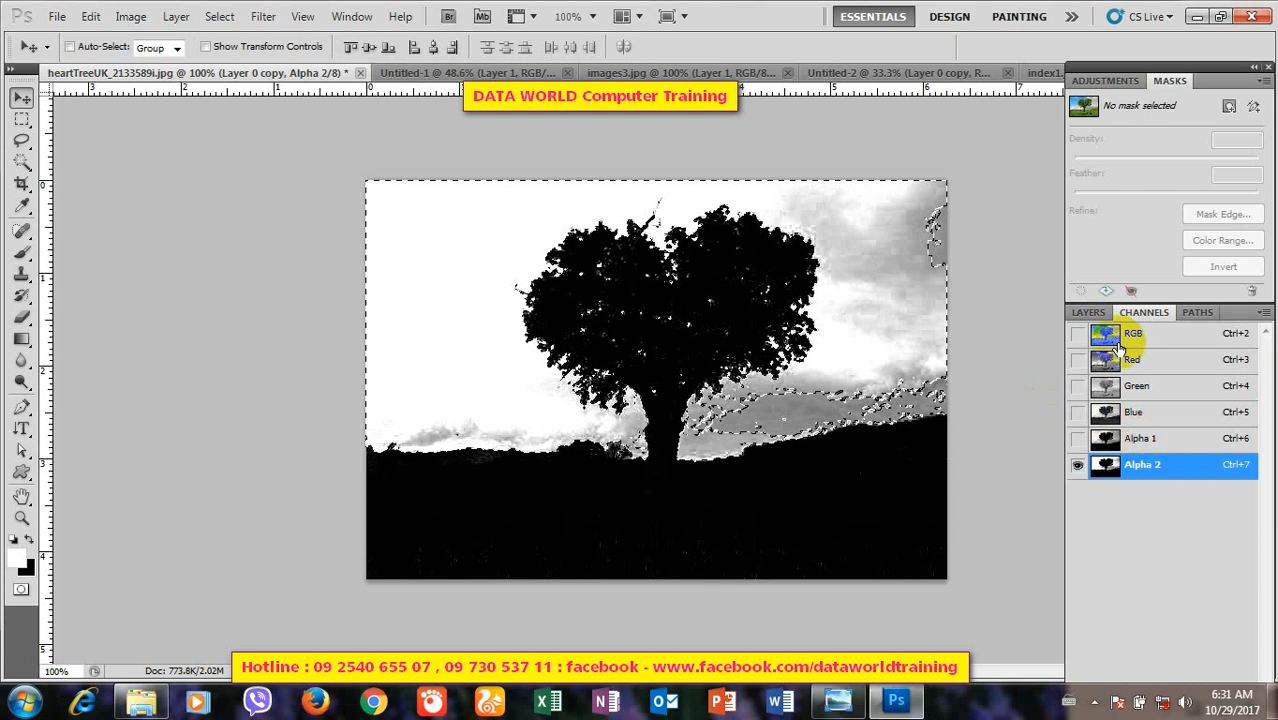 Ps
File Edit Image Layer Select Filter View Window Help
Br Mb 100% ESSENTIALS DESIGN PAINTING CS Live
Auto-Select: Group Show Transform Controls
heartTreeUK_2133589i.jpg @ 100% (Layer 0 copy, Alpha 2/8) * Untitled-1 @ 48.6% (Layer 1, RGB/... images3.jpg @ 100% (Layer 1, RGB/8... Untitled-2 @ 33.3% (Layer 0 copy, R... index1.
DATA WORLD Computer Training
ADJUSTMENTS MASKS
No mask selected
Density:
Feather:
Refine: Mask Edge...
Color Range...
Invert
LAYERS CHANNELS PATHS
RGB Ctrl+2
Red Ctrl+3
Green Ctrl+4
Blue Ctrl+5
Alpha 1 Ctrl+6
Alpha 2 Ctrl+7
100% Doc: 773.8K/2.02M
Hotline : 09 2540 655 07 , 09 730 537 11 : facebook - www.facebook.com/dataworldtraining
6:31 AM
10/29/2017